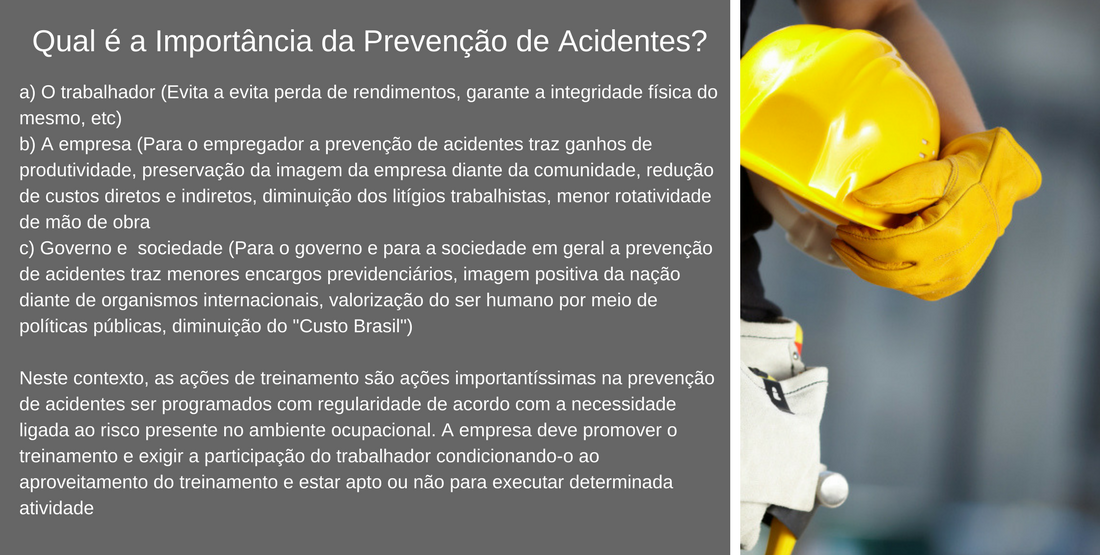 Qual é a Importância da Prevenção de Acidentes?
a) O trabalhador (Evita a evita perda de rendimentos, garante a integridade física do
mesmo, etc)
b) A empresa (Para o empregador a prevenção de acidentes traz ganhos de
produtividade, preservação da imagem da empresa diante da comunidade, redução
de custos diretos e indiretos, diminuição dos litígios trabalhistas, menor rotatividade
de mão de obra
c) Governo e  sociedade (Para o governo e para a sociedade em geral a prevenção
de acidentes traz menores encargos previdenciários, imagem positiva da nação
diante de organismos internacionais, valorização do ser humano por meio de
políticas públicas, diminuição do "Custo Brasil")
Neste contexto, as ações de treinamento são ações importantíssimas na prevenção
de acidentes ser programados com regularidade de acordo com a necessidade
ligada ao risco presente no ambiente ocupacional. A empresa deve promover o
treinamento e exigir a participação do trabalhador condicionando-o ao
aproveitamento do treinamento e estar apto ou não para executar determinada
atividade